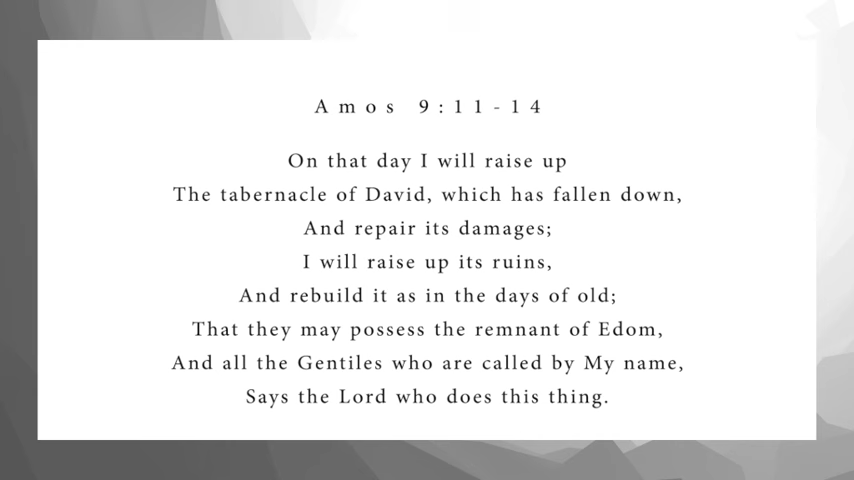 Amos 9:11-14
On that day I will raise up
The tabernacle of David, which has fallen down,
And repair its damages;
I will raise up its ruins,
And rebuild it as in the days of old;
That they may possess the remnant of Edom,
And all the Gentiles who are called by My name,
Says the Lord who does this thing.